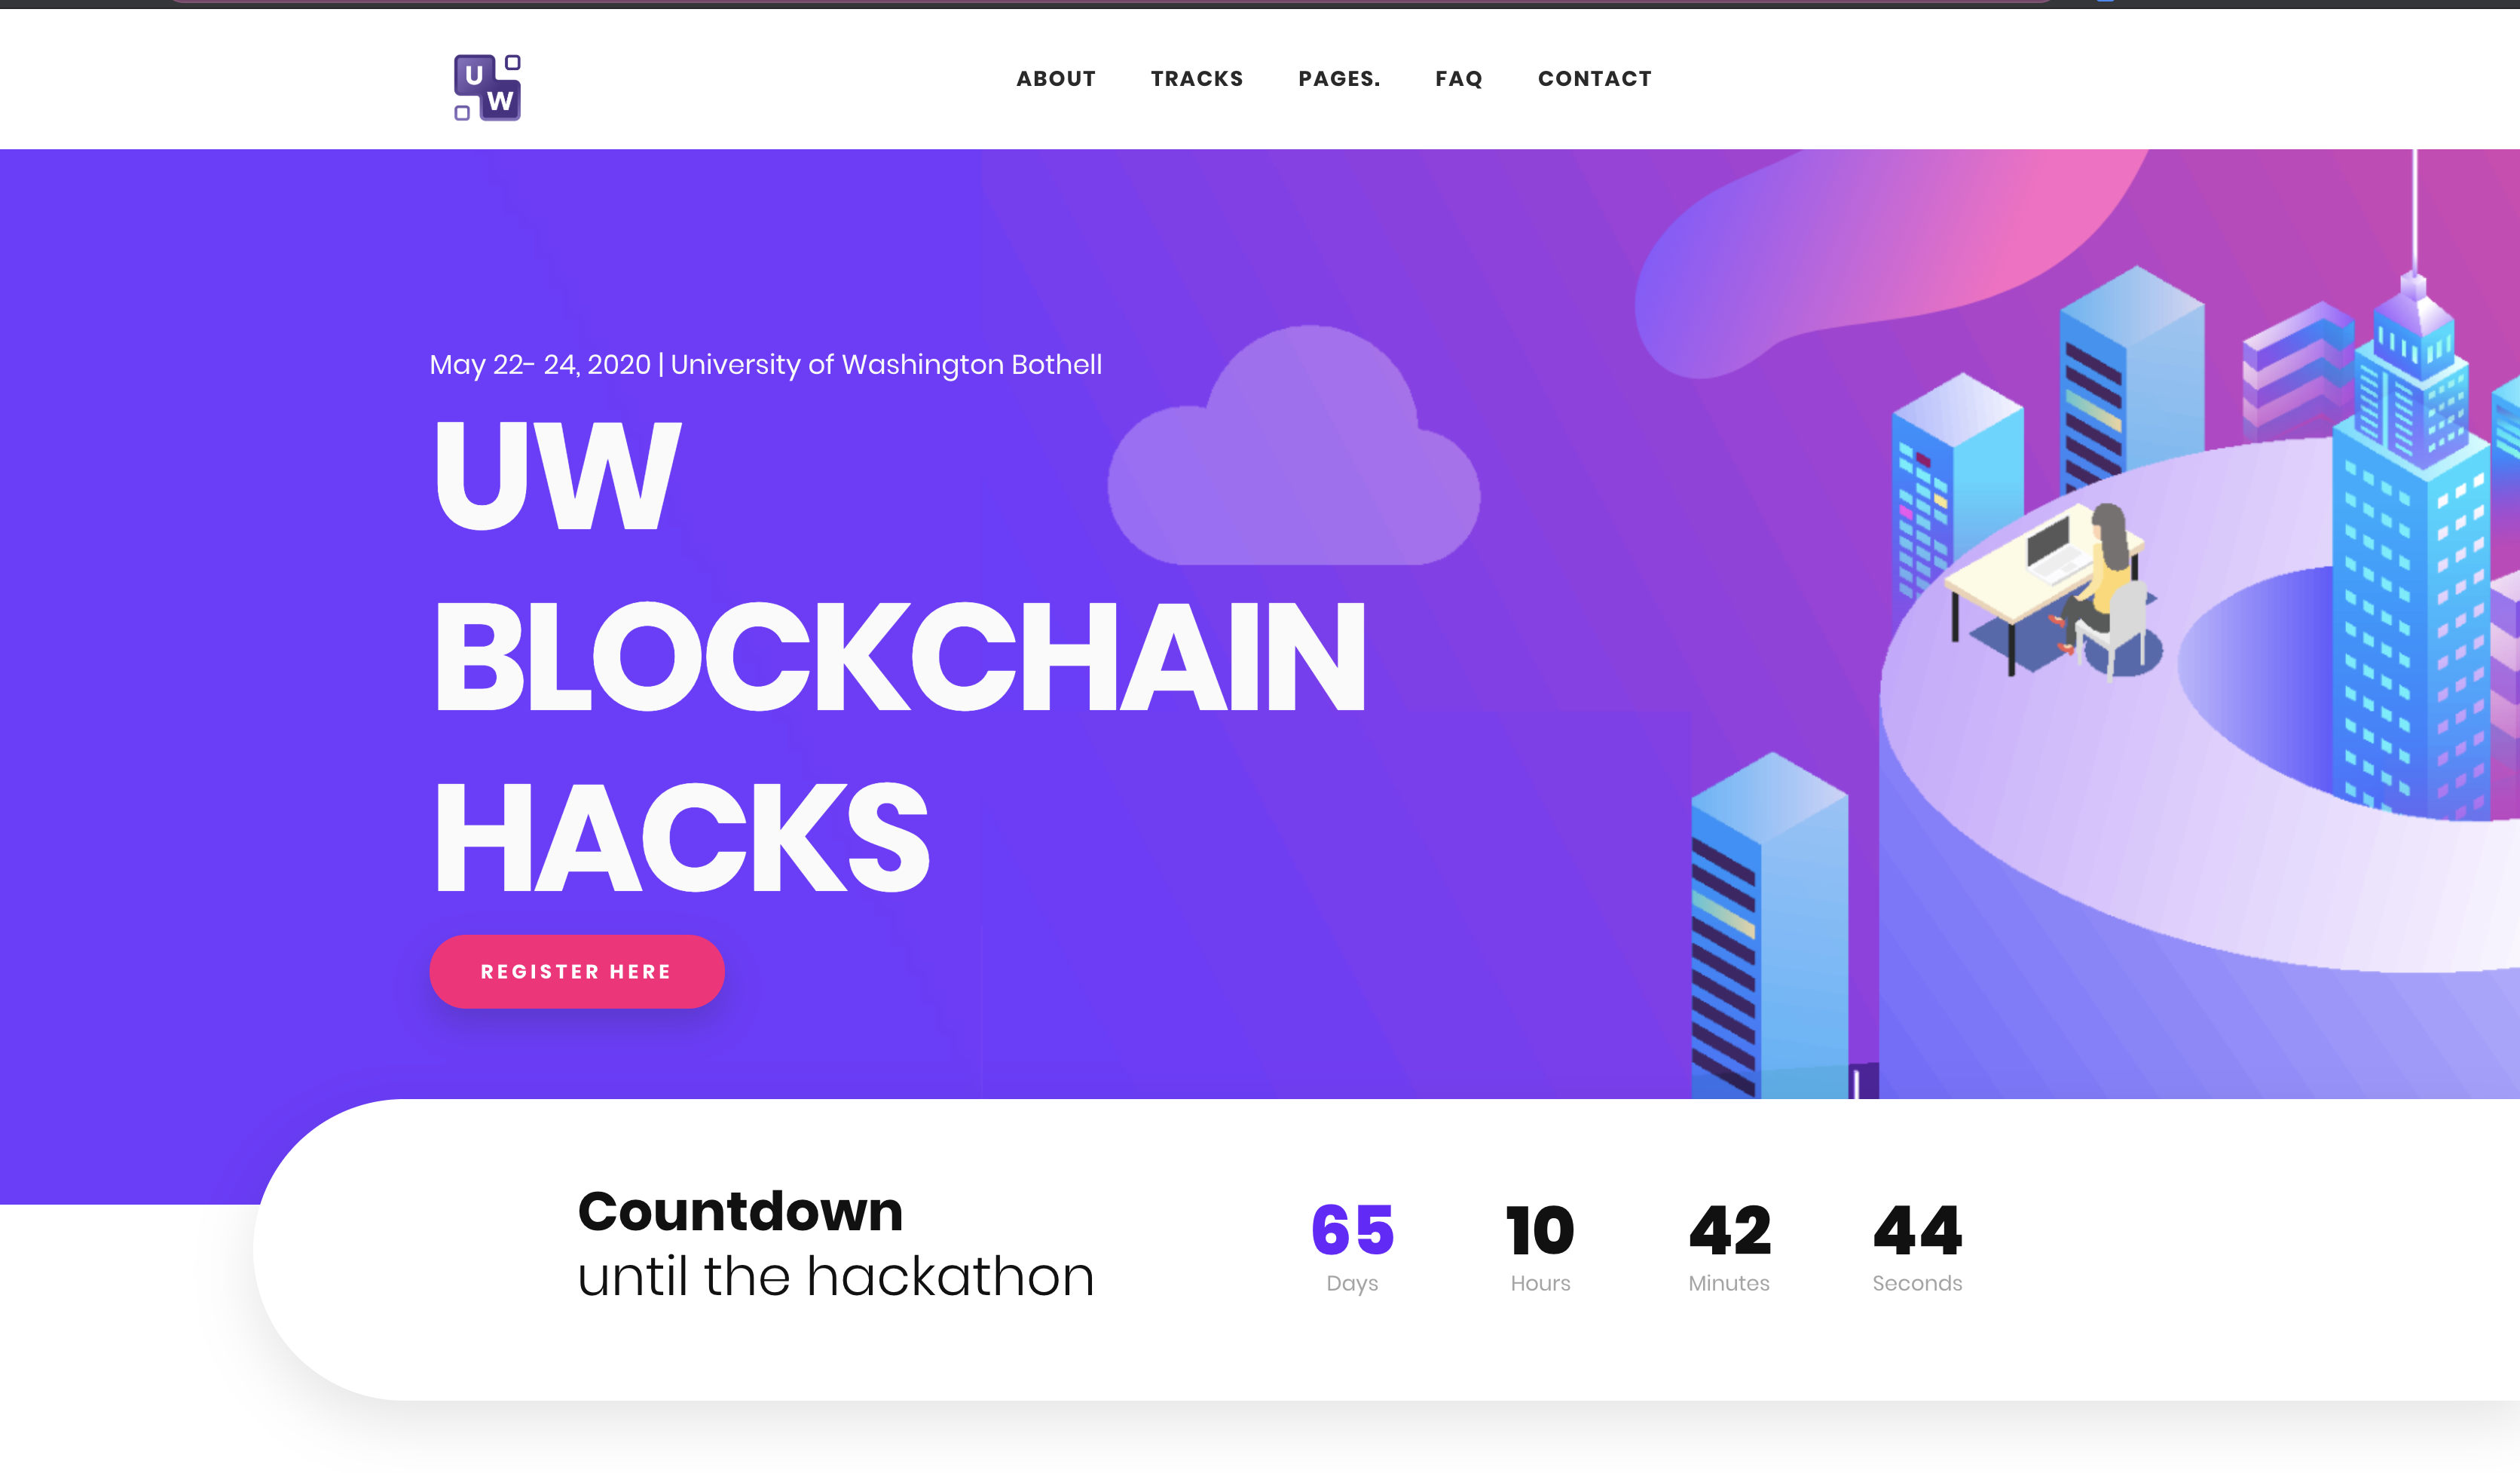 U
W
ABOUT TRACKS PAGES. FAQ CONTACT
May 22- 24, 2020 | University of Washington Bothell
UW
BLOCKCHAIN
HACKS
REGISTER HERE
Countdown
until the hackathon
65 10 42 44
Days Hours Minutes Seconds